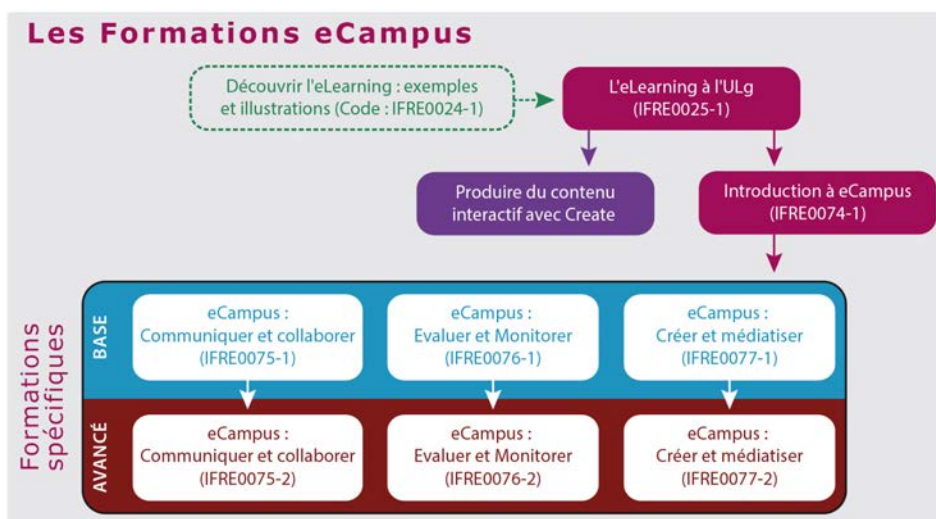 Les Formations eCampus
Découvrir l'eLearning : exemples
et illustrations (Code : IFRE0024-1)
L'eLearning à l'ULg
(IFRE0025-1)
Produire du contenu
interactif avec Create
Introduction à eCampus
(IFRE0074-1)
Formations
spécifiques
BASE
eCampus :
Communiquer et collaborer
(IFRE0075-1)
eCampus :
Evaluer et Monitorer
(IFRE0076-1)
eCampus :
Créer et médiatiser
(IFRE0077-1)
AVANCÉ
eCampus :
Communiquer et collaborer
(IFRE0075-2)
eCampus :
Evaluer et Monitorer
(IFRE0076-2)
eCampus :
Créer et médiatiser
(IFRE0077-2)